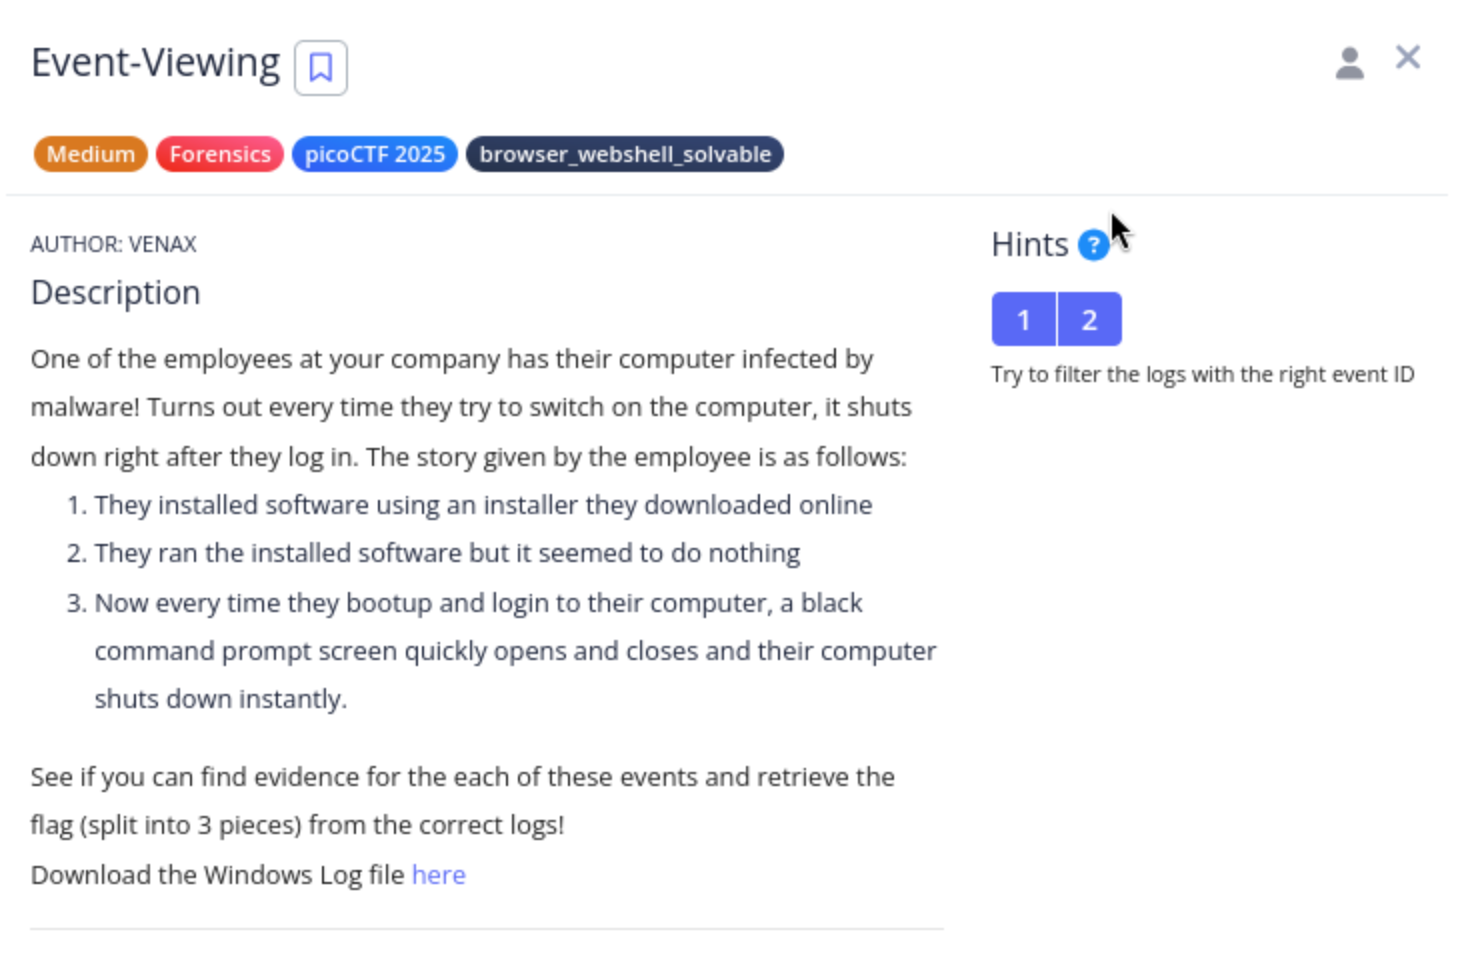 Event-Viewing
Medium Forensics picoCTF 2025 browser_webshell_solvable
AUTHOR: VENAX
Description
One of the employees at your company has their computer infected by
malware! Turns out every time they try to switch on the computer, it shuts
down right after they log in. The story given by the employee is as follows:
1. They installed software using an installer they downloaded online
2. They ran the installed software but it seemed to do nothing
3. Now every time they bootup and login to their computer, a black
command prompt screen quickly opens and closes and their computer
shuts down instantly.
See if you can find evidence for the each of these events and retrieve the
flag (split into 3 pieces) from the correct logs!
Download the Windows Log file here
Hints ?
1 2
Try to filter the logs with the right event ID